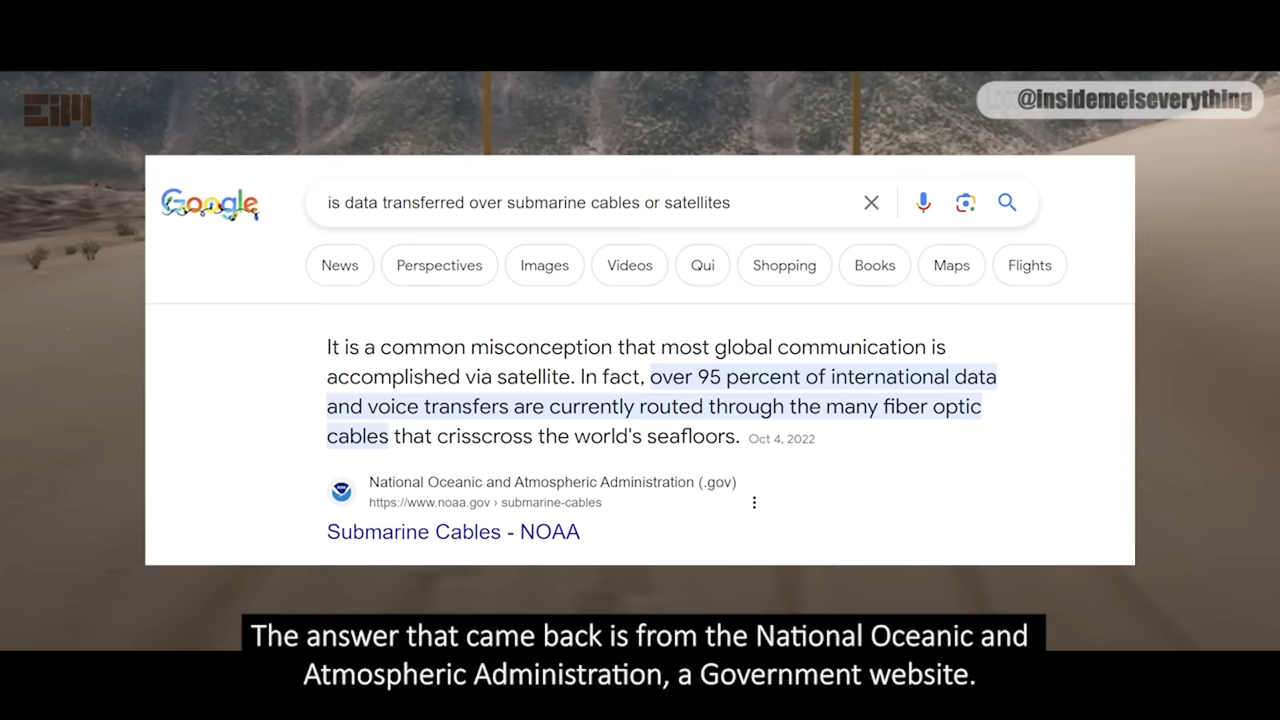 EiM
@insidemeiseverything
Google
is data transferred over submarine cables or satellites
News
Perspectives
Images
Videos
Qui
Shopping
Books
Maps
Flights
It is a common misconception that most global communication is
accomplished via satellite. In fact, over 95 percent of international data
and voice transfers are currently routed through the many fiber optic
cables that crisscross the world's seafloors. Oct 4, 2022
National Oceanic and Atmospheric Administration (.gov)
https://www.noaa.gov › submarine-cables
Submarine Cables - NOAA
The answer that came back is from the National Oceanic and
Atmospheric Administration, a Government website.